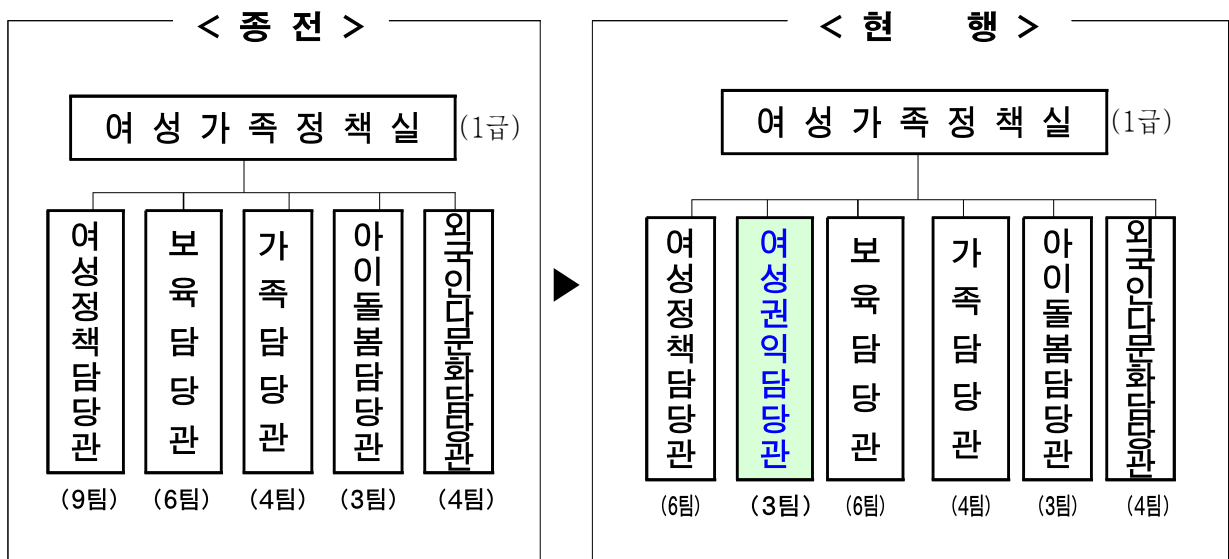 < 종 전 >
여 성 가 족 정 책 실 (1급)
여성정책담당관
보육담당관
가족담당관
아이돌봄담당관
외국인다문화담당관
(9팀) (6팀) (4팀) (3팀) (4팀)
▶
< 현 행 >
여 성 가 족 정 책 실 (1급)
여성정책담당관
여성권익담당관
보육담당관
가족담당관
아이돌봄담당관
외국인다문화담당관
(6팀) (3팀) (6팀) (4팀) (3팀) (4팀)